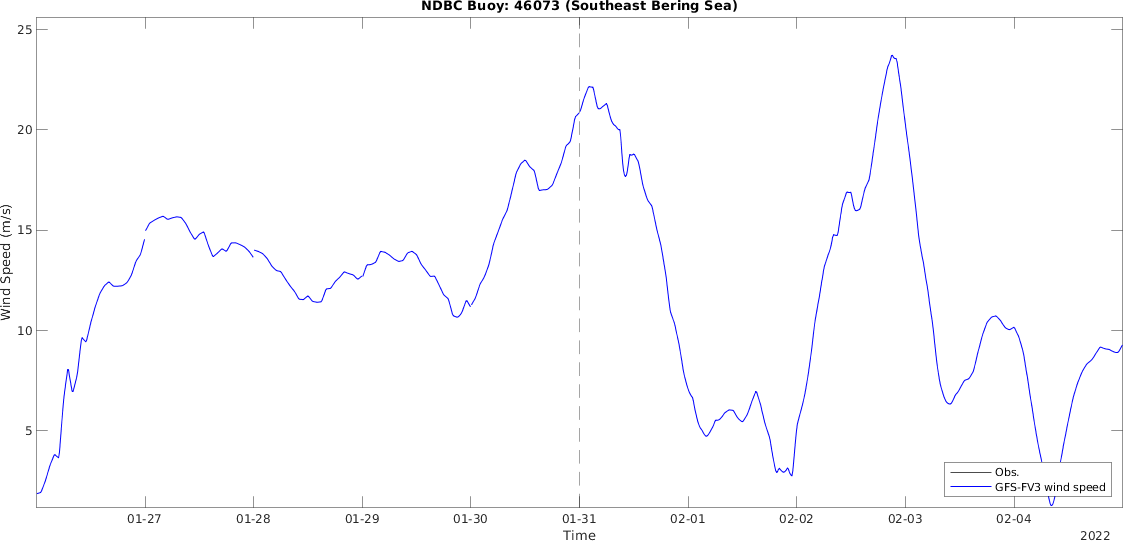 NDBC Buoy: 46073 (Southeast Bering Sea)
Wind Speed (m/s)
25
20
15
10
5
Obs.
GFS-FV3 wind speed
01-27 01-28 01-29 01-30 01-31 02-01 02-02 02-03 02-04
Time
2022